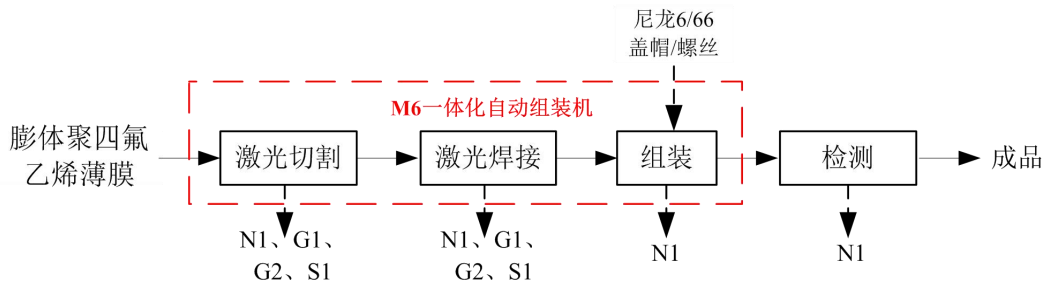 尼龙6/66
盖帽/螺丝
M6一体化自动组装机
膨体聚四氟
乙烯薄膜
激光切割
激光焊接
组装
检测
成品
N1、G1、
G2、S1
N1、G1、
G2、S1
N1
N1